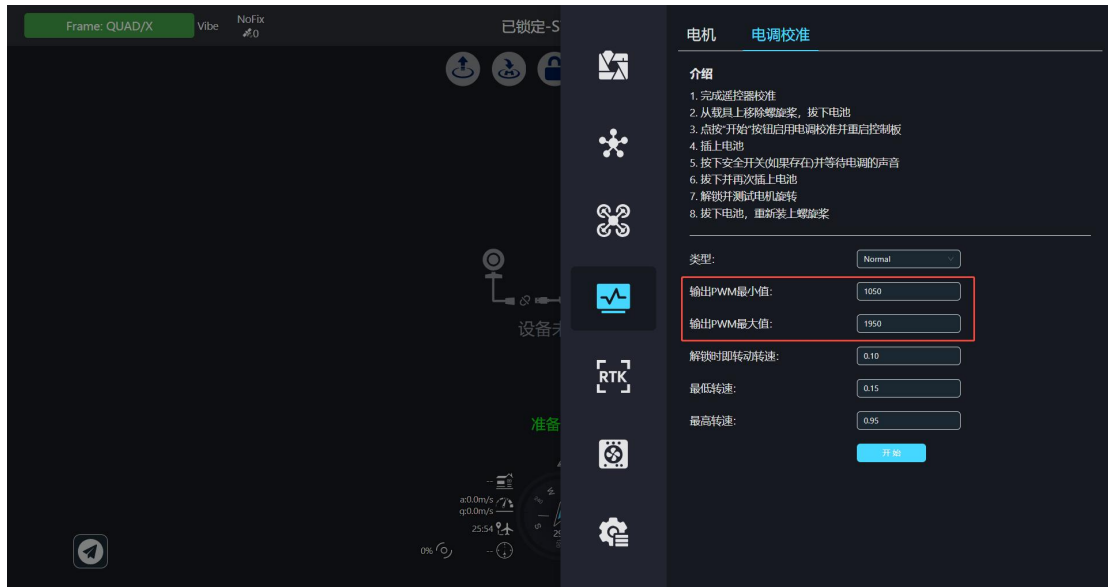 Frame: QUAD/X
Vibe
NoFix
0
已锁定-S
电机 电调校准
介绍
1. 完成遥控器校准
2. 从载具上移除螺旋桨，拔下电池
3. 点按“开始”按钮启用电调校准并重启控制板
4. 插上电池
5. 按下安全开关(如果存在)并等待电调的声音
6. 拔下并再次插上电池
7. 解锁并测试电机旋转
8. 拔下电池，重新装上螺旋桨
类型: Normal
输出PWM最小值: 1050
输出PWM最大值: 1950
解锁时即转动转速: 0.10
最低转速: 0.15
最高转速: 0.95
开始
RTK
设备未
准备
--
a:0.0m/s
q:0.0m/s
25:54
0% --